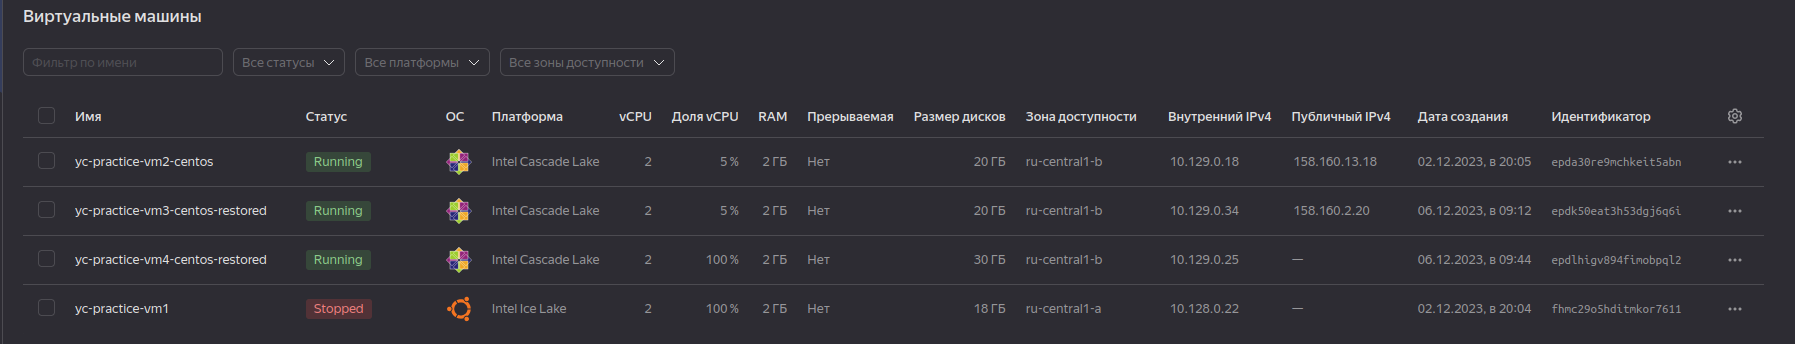 Виртуальные машины
Фильтр по имени Все статусы Все платформы Все зоны доступности
Имя Статус ОС Платформа vCPU Доля vCPU RAM Прерываемая Размер дисков Зона доступности Внутренний IPv4 Публичный IPv4 Дата создания Идентификатор
yc-practice-vm2-centos Running Intel Cascade Lake 2 5 % 2 ГБ Нет 20 ГБ ru-central1-b 10.129.0.18 158.160.13.18 02.12.2023, в 20:05 epda30re9mchkeit5abn
yc-practice-vm3-centos-restored Running Intel Cascade Lake 2 5 % 2 ГБ Нет 20 ГБ ru-central1-b 10.129.0.34 158.160.2.20 06.12.2023, в 09:12 epdk50eat3h53dgj6q6i
yc-practice-vm4-centos-restored Running Intel Cascade Lake 2 100 % 2 ГБ Нет 30 ГБ ru-central1-b 10.129.0.25 — 06.12.2023, в 09:44 epdlhigv894fimobpql2
yc-practice-vm1 Stopped Intel Ice Lake 2 100 % 2 ГБ Нет 18 ГБ ru-central1-a 10.128.0.22 — 02.12.2023, в 20:04 fhmc29o5hditmkor7611